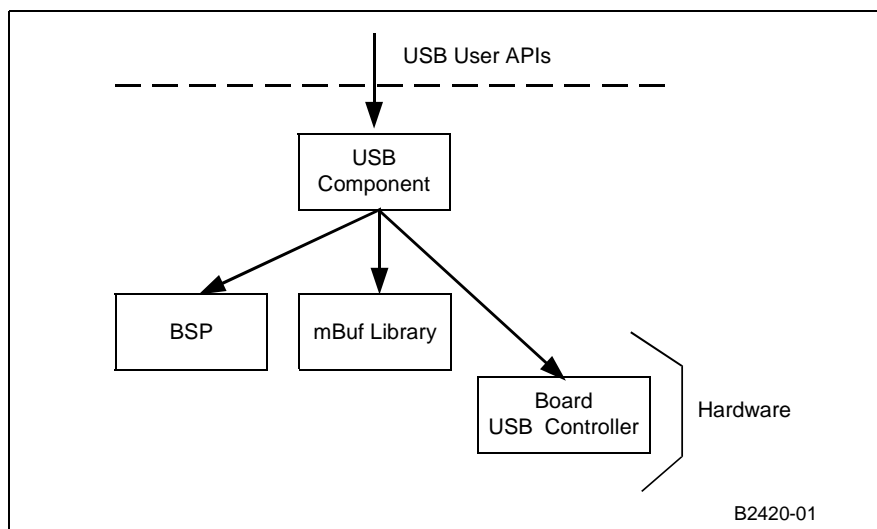 USB User APIs
USB
Component
BSP
mBuf Library
Board
USB Controller
Hardware
B2420-01